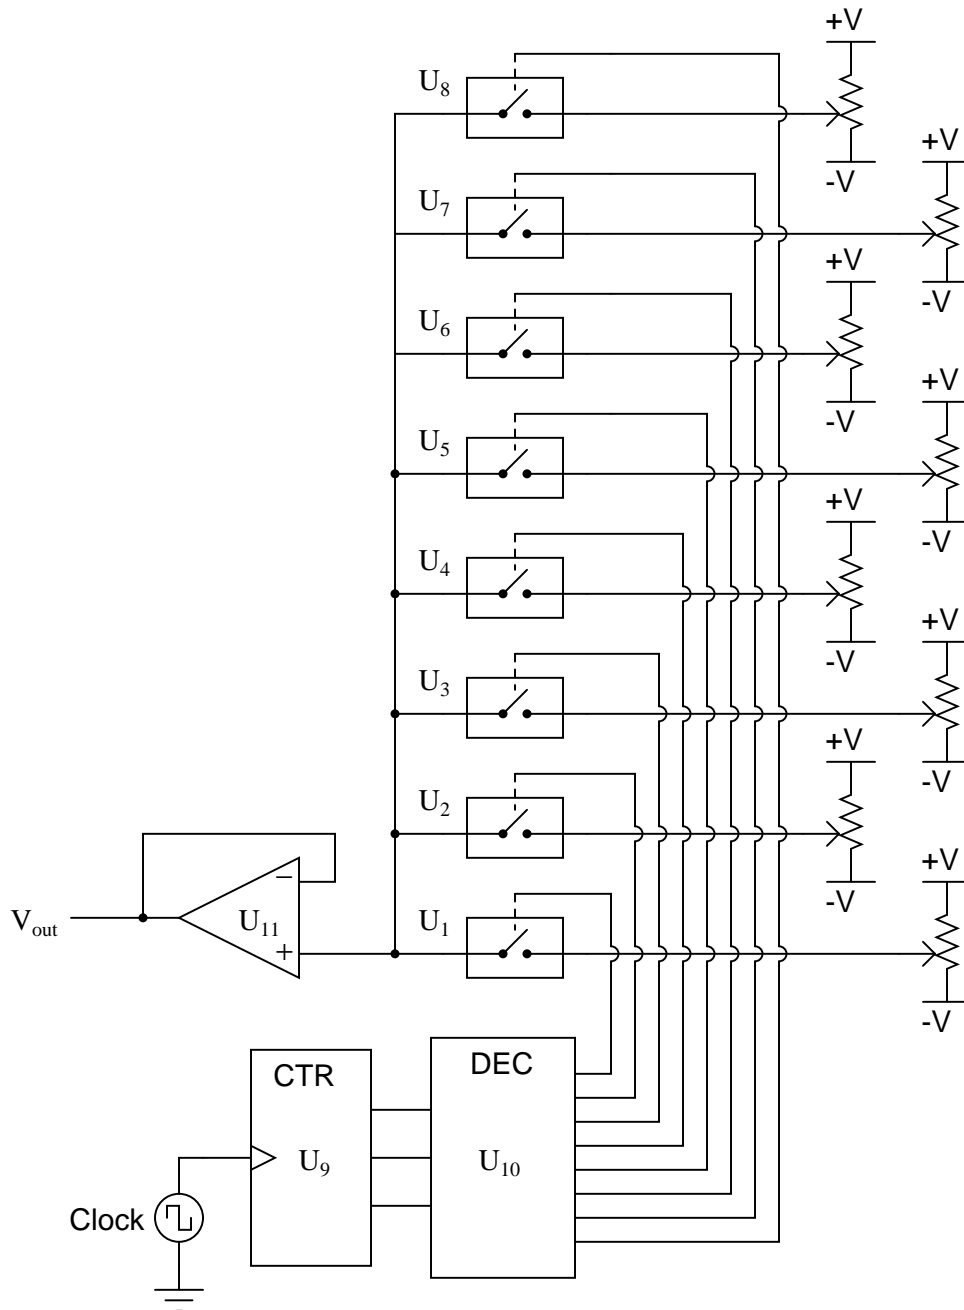 +V
U8
-V
+V
U7
+V
-V
U6
+V
-V
U5
+V
-V
U4
+V
-V
U3
+V
-V
U2
+V
-V
U1
Vout
U11
−
+
-V
CTR
DEC
U9
U10
Clock